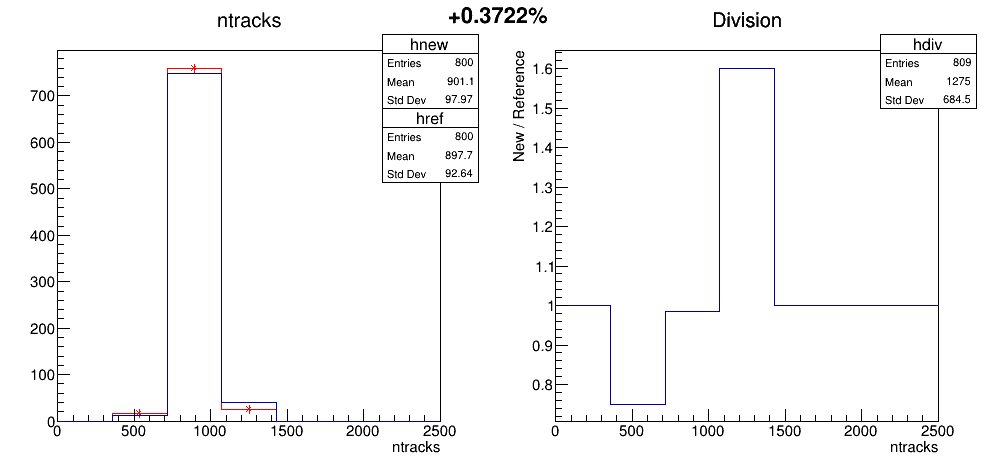 +0.3722%
ntracks
hnew
Entries 800
Mean 901.1
Std Dev 97.97
href
Entries 800
Mean 897.7
Std Dev 92.64
700
600
500
400
300
200
100
0
0 500 1000 1500 2000 2500
ntracks
Division
hdiv
Entries 809
Mean 1275
Std Dev 684.5
New / Reference
1.6
1.5
1.4
1.3
1.2
1.1
1
0.9
0.8
0 500 1000 1500 2000 2500
ntracks